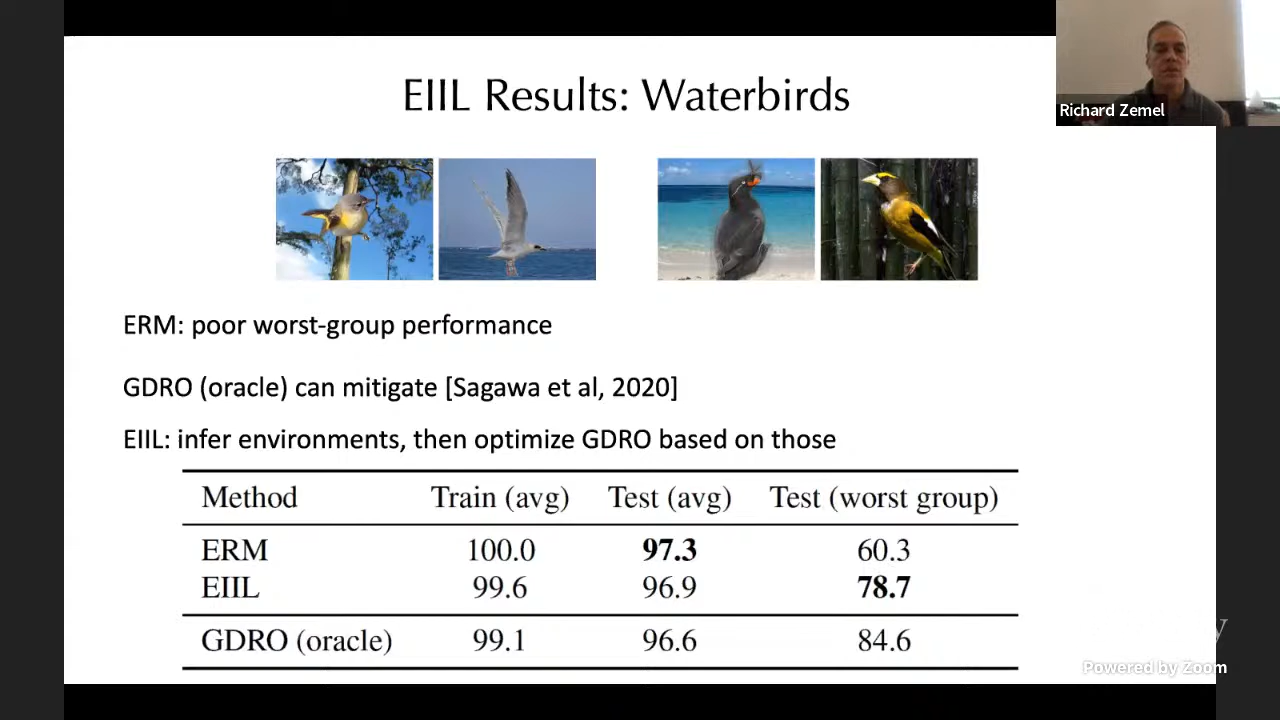 EIIL Results: Waterbirds
Richard Zemel
ERM: poor worst-group performance
GDRO (oracle) can mitigate [Sagawa et al, 2020]
EIIL: infer environments, then optimize GDRO based on those
Method Train (avg) Test (avg) Test (worst group)
ERM 100.0 97.3 60.3
EIIL 99.6 96.9 78.7
GDRO (oracle) 99.1 96.6 84.6
Powered by Zoom